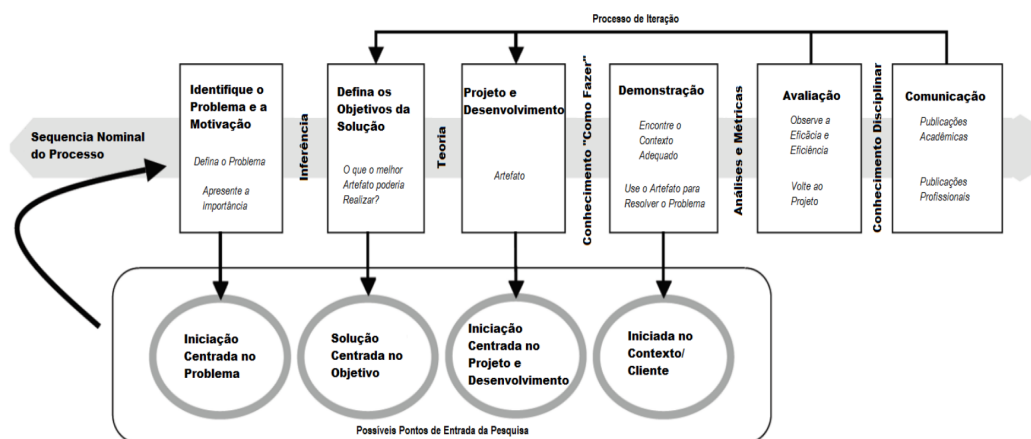 Processo de Iteração
Sequencia Nominal
do Processo
Identifique o
Problema e a
Motivação
Defina o Problema
Apresente a
Importância
Inferência
Defina os
Objetivos da
Solução
O que o melhor
Artefato poderia
Realizar?
Teoria
Projeto e
Desenvolvimento
Artefato
Conhecimento "Como Fazer"
Demonstração
Encontre o
Contexto
Adequado
Use o Artefato para
Resolver o Problema
Análises e Métricas
Avaliação
Observe a
Eficãcia e
Eficiência
Volte ao
Projeto
Conhecimento Disciplinar
Comunicação
Publicações
Acadêmicas
Publicações
Profissionais
Iniciação
Centrada no
Problema
Solução
Centrada no
Objetivo
Iniciação
Centrada no
Projeto e
Desenvolvimento
Iniciada no
Contexto/
Cliente
Possíveis Pontos de Entrada da Pesquisa